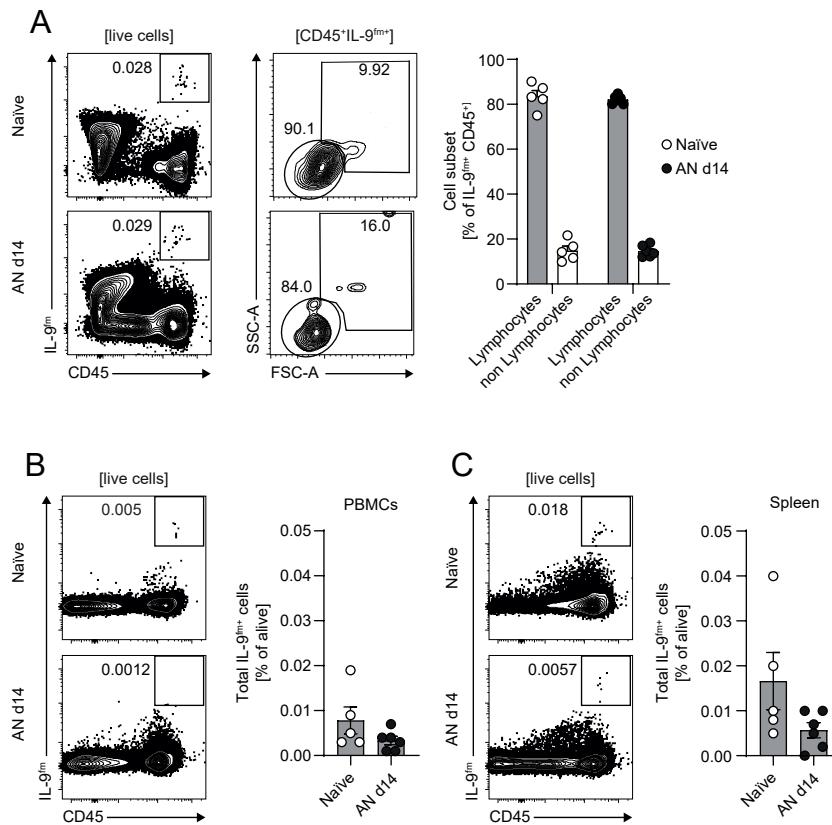 A
[live cells]
[CD45⁺IL-9ᶠᵐ⁺]
Naïve
0.028
9.92
90.1
AN d14
0.029
16.0
84.0
IL-9ᶠᵐ
CD45
SSC-A
FSC-A
Cell subset
[% of IL-9ᶠᵐ⁺ CD45⁺]
100
80
60
40
20
0
Lymphocytes
non Lymphocytes
Lymphocytes
non Lymphocytes
Naïve
AN d14
B
[live cells]
Naïve
0.005
AN d14
0.0012
IL-9ᶠᵐ
CD45
PBMCs
Total IL-9ᶠᵐ⁺ cells
[% of alive]
0.05
0.04
0.03
0.02
0.01
0.00
Naïve
AN d14
C
[live cells]
Naïve
0.018
AN d14
0.0057
IL-9ᶠᵐ
CD45
Spleen
Total IL-9ᶠᵐ⁺ cells
[% of alive]
0.05
0.04
0.03
0.02
0.01
0.00
Naïve
AN d14